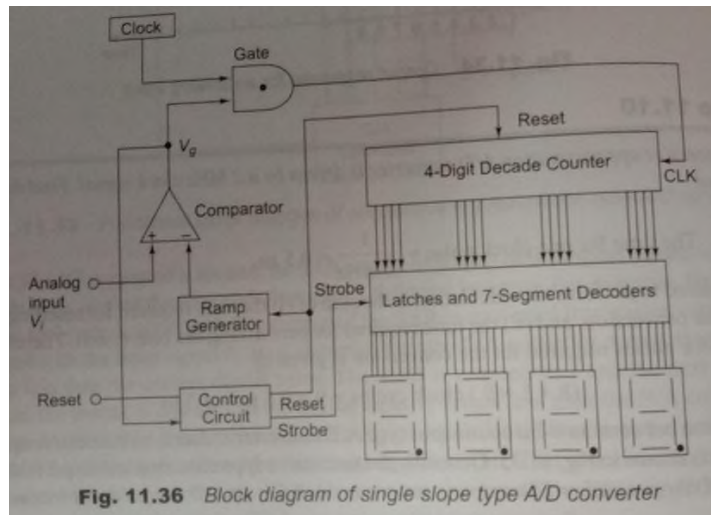 Clock
Gate
Reset
Vg
4-Digit Decade Counter
CLK
Comparator
+ −
Analog
input
Vi
Strobe
Latches and 7-Segment Decoders
Ramp
Generator
Reset
Control
Circuit
Reset
Strobe
Fig. 11.36 Block diagram of single slope type A/D converter